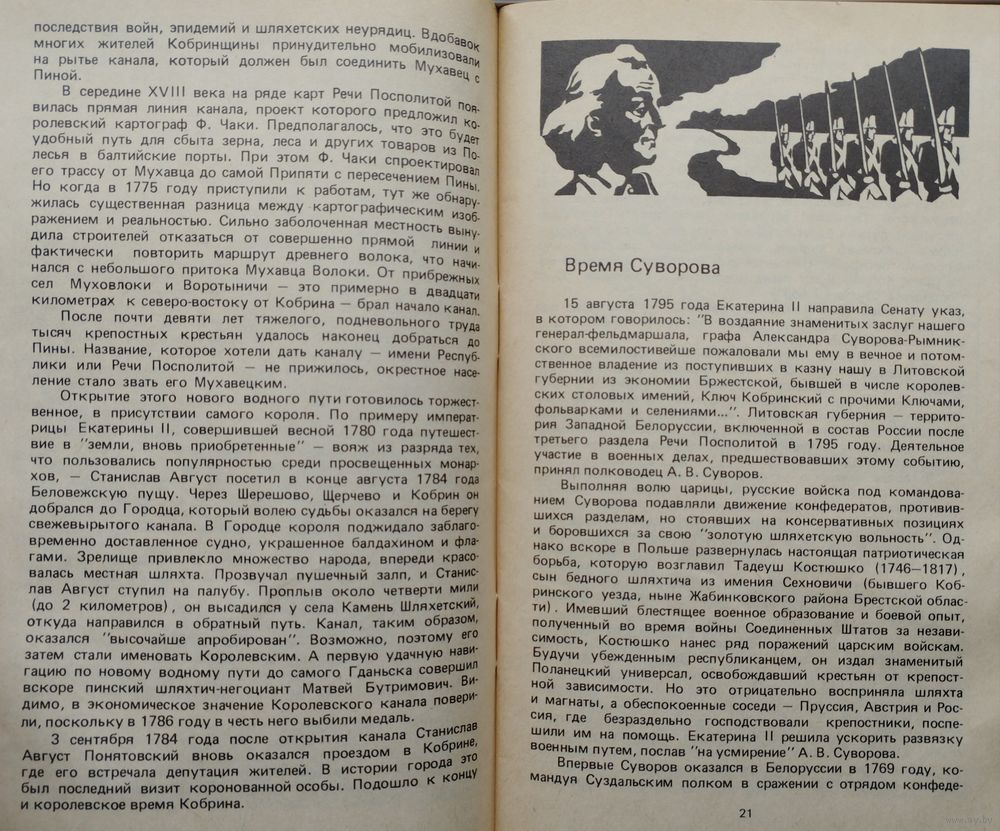 последствия войн, эпидемий и шляхетских неурядиц. Вдобавок
многих жителей Кобринщины принудительно мобилизовали
на рытье канала, который должен был соединить Мухавец с
Пиной.
В середине XVIII века на ряде карт Речи Посполитой поя-
вилась прямая линия канала, проект которого предложил ко-
ролевский картограф Ф. Чаки. Предполагалось, что это будет
удобный путь для сбыта зерна, леса и других товаров из По-
лесья в балтийские порты. При этом Ф. Чаки спроектировал
его трассу от Мухавца до самой Припяти с пересечением Пины.
Но когда в 1775 году приступили к работам, тут же обнару-
жилась существенная разница между картографическим изоб-
ражением и реальностью. Сильно заболоченная местность выну-
дила строителей отказаться от совершенно прямой линии и
фактически повторить маршрут древнего волока, что начи-
нался с небольшого притока Мухавца Волоки. От прибрежных
сел Муховлоки и Воротыничи — это примерно в двадцати
километрах к северо-востоку от Кобрина — брал начало канал.
После почти девяти лет тяжелого, подневольного труда
тысяч крепостных крестьян удалось наконец добраться до
Пины. Название, которое хотели дать каналу — имени Респуб-
лики или Речи Посполитой — не прижилось, окрестное насе-
ление стало звать его Мухавецким.
Открытие этого нового водного пути готовилось торжест-
венное, в присутствии самого короля. По примеру императ-
рицы Екатерины II, совершившей весной 1780 года путешест-
вие в "земли, вновь приобретенные" — вояж из разряда тех,
что пользовались популярностью среди просвещенных монар-
хов, — Станислав Август посетил в конце августа 1784 года
Беловежскую пущу. Через Шерешово, Щерчево и Кобрин он
добрался до Городца, который волею судьбы оказался на берегу
свежевырытого канала. В Городце короля поджидало заблаго-
временно доставленное судно, украшенное балдахином и фла-
гами. Зрелище привлекло множество народа, впереди красо-
валась местная шляхта. Прозвучал пушечный залп, и Станис-
лав Август ступил на палубу. Проплыв около четверти мили
(до 2 километров), он высадился у села Камень Шляхетский,
откуда направился в обратный путь. Канал, таким образом,
оказался "высочайше апробирован". Возможно, поэтому его
затем стали именовать Королевским. А первую удачную нави-
гацию по новому водному пути до самого Гданьска совершил
вскоре пинский шляхтич-негоциант Матвей Бутримович. Ви-
димо, в экономическое значение Королевского канала повери-
ли, поскольку в 1786 году в честь него выбили медаль.
3 сентября 1784 года после открытия канала Станислав
Август Понятовский вновь оказался проездом в Кобрине,
где его встречала депутация жителей. В истории города это
был последний визит коронованной особы. Подошло к концу
и королевское время Кобрина.
Время Суворова
15 августа 1795 года Екатерина II направила Сенату указ,
в котором говорилось: "В воздаяние знаменитых заслуг нашего
генерал-фельдмаршала, графа Александра Суворова-Рымник-
ского всемилостивейше пожаловали мы ему в вечное и потом-
ственное владение из поступивших в казну нашу в Литовской
губернии из экономии Бржестской, бывшей в числе королев-
ских столовых имений, Ключ Кобринский с прочими Ключами,
фольварками и селениями...". Литовская губерния — террито-
рия Западной Белоруссии, включенной в состав России после
третьего раздела Речи Посполитой в 1795 году. Деятельное
участие в военных делах, предшествовавших этому событию,
принял полководец А. В. Суворов.
Выполняя волю царицы, русские войска под командова-
нием Суворова подавляли движение конфедератов, противив-
шихся разделам, но стоявших на консервативных позициях
и боровшихся за свою "золотую шляхетскую вольность". Од-
нако вскоре в Польше развернулась настоящая патриотическая
борьба, которую возглавил Тадеуш Костюшко (1746—1817),
сын бедного шляхтича из имения Сехновичи (бывшего Коб-
ринского уезда, ныне Жабинковского района Брестской облас-
ти). Имевший блестящее военное образование и боевой опыт,
полученный во время войны Соединенных Штатов за незави-
симость, Костюшко нанес ряд поражений царским войскам.
Будучи убежденным республиканцем, он издал знаменитый
Поланецкий универсал, освобождавший крестьян от крепост-
ной зависимости. Но это отрицательно восприняла шляхта
и магнаты, а обеспокоенные соседи — Пруссия, Австрия и Рос-
сия, где безраздельно господствовали крепостники, поспе-
шили им на помощь. Екатерина II решила ускорить развязку
военным путем, послав "на усмирение" А. В. Суворова.
Впервые Суворов оказался в Белоруссии в 1769 году, ко-
мандуя Суздальским полком в сражении с отрядом конфеде-
21